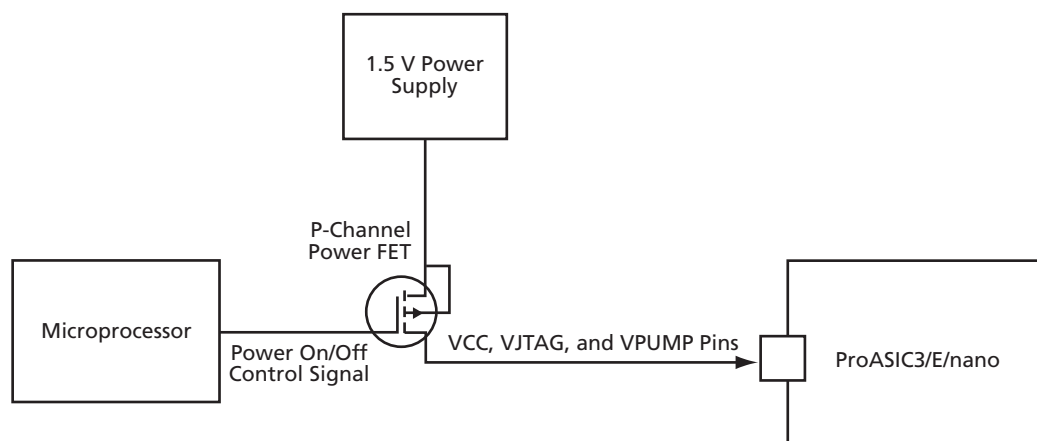 1.5 V Power
Supply
P-Channel
Power FET
Microprocessor
Power On/Off
Control Signal
VCC, VJTAG, and VPUMP Pins
ProASIC3/E/nano